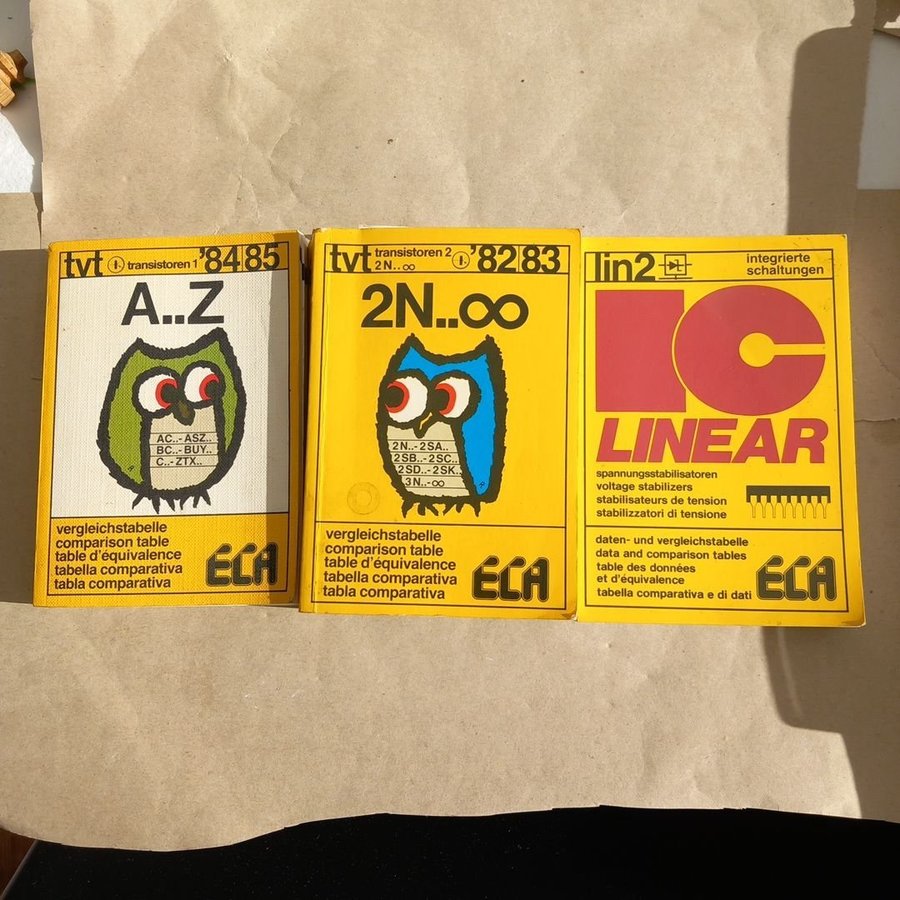 tvt transistoren 1 '84|85
A..Z
AC..-ASZ..
BC..-BUY..
C..-ZTX..
vergleichstabelle
comparison table
table d'équivalence
tabella comparativa
tabla comparativa
ECA
tvt transistoren 2 '82|83
2N..∞
2N..∞
2N..-2SA..
2SB..-2SC..
2SD..-2SK..
3N..-∞
vergleichstabelle
comparison table
table d'équivalence
tabella comparativa
tabla comparativa
ECA
lin2
integrierte
schaltungen
IC
LINEAR
spannungsstabilisatoren
voltage stabilizers
stabilisateurs de tension
stabilizzatori di tensione
daten- und vergleichstabelle
data and comparison tables
table des données
et d'équivalence
tabella comparativa e di dati
ECA